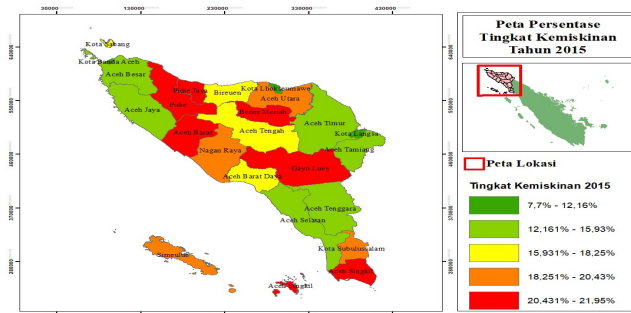 30000 120000 210000 300000 420000
Peta Persentase
Tingkat Kemiskinan
Tahun 2015
Kota Sabang
Kota Banda Aceh
Aceh Besar
Pidie Jaya
Bireuen
Kota Lhokseumawe
Aceh Utara
Pidie
Bener Meriah
Aceh Jaya
Aceh Timur
Aceh Barat
Aceh Tengah
Kota Langsa
Nagan Raya
Aceh Tamiang
Gayo Lues
Aceh Barat Daya
Aceh Tenggara
Aceh Selatan
Kota Subulussalam
Simeulue
Aceh Singkil
Aceh Singkil
Peta Lokasi
Tingkat Kemiskinan 2015
7,7% - 12,16%
12,161% - 15,93%
15,931% - 18,25%
18,251% - 20,43%
20,431% - 21,95%